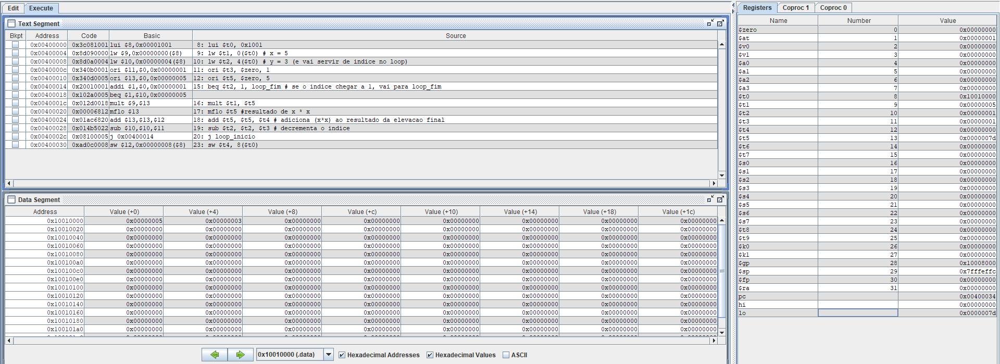 Edit Execute
Text Segment
Bkpt Address Code Basic Source
0x00400000 0x3c081001 lui $8,0x00001001 8: lui $t0, 0x1001
0x00400004 0x8d090000 lw $9,0x00000000($8) 9: lw $t1, 0($t0) # x = 5
0x00400008 0x8d0a0004 lw $10,0x00000004($8) 10: lw $t2, 4($t0) # y = 3 (e vai servir de indice no loop)
0x0040000c 0x340b0001 ori $11,$0,0x00000001 11: ori $t3, $zero, 1
0x00400010 0x340d0005 ori $13,$0,0x00000005 12: ori $t5, $zero, 5
0x00400014 0x20010001 addi $1,$0,0x00000001 15: beq $t2, 1, loop_fim # se o indice chegar a 1, vai para loop_fim
0x00400018 0x102a0005 beq $1,$10,0x00000005
0x0040001c 0x012d0018 mult $9,$13 16: mult $t1, $t5
0x00400020 0x00006812 mflo $13 17: mflo $t5 #resultado de x * x
0x00400024 0x01ac6820 add $13,$13,$12 18: add $t5, $t5, $t4 # adiciona (x*x) ao resultado da elevacao final
0x00400028 0x014b5022 sub $10,$10,$11 19: sub $t2, $t2, $t3 # decrementa o indice
0x0040002c 0x08100005 j 0x00400014 20: j loop_inicio
0x00400030 0xad0c0008 sw $12,0x00000008($8) 23: sw $t4, 8($t0)
Data Segment
Address Value (+0) Value (+4) Value (+8) Value (+c) Value (+10) Value (+14) Value (+18) Value (+1c)
0x10010000 0x00000005 0x00000003 0x00000000 0x00000000 0x00000000 0x00000000 0x00000000 0x00000000
0x10010020 0x00000000 0x00000000 0x00000000 0x00000000 0x00000000 0x00000000 0x00000000 0x00000000
0x10010040 0x00000000 0x00000000 0x00000000 0x00000000 0x00000000 0x00000000 0x00000000 0x00000000
0x10010060 0x00000000 0x00000000 0x00000000 0x00000000 0x00000000 0x00000000 0x00000000 0x00000000
0x10010080 0x00000000 0x00000000 0x00000000 0x00000000 0x00000000 0x00000000 0x00000000 0x00000000
0x100100a0 0x00000000 0x00000000 0x00000000 0x00000000 0x00000000 0x00000000 0x00000000 0x00000000
0x100100c0 0x00000000 0x00000000 0x00000000 0x00000000 0x00000000 0x00000000 0x00000000 0x00000000
0x100100e0 0x00000000 0x00000000 0x00000000 0x00000000 0x00000000 0x00000000 0x00000000 0x00000000
0x10010100 0x00000000 0x00000000 0x00000000 0x00000000 0x00000000 0x00000000 0x00000000 0x00000000
0x10010120 0x00000000 0x00000000 0x00000000 0x00000000 0x00000000 0x00000000 0x00000000 0x00000000
0x10010140 0x00000000 0x00000000 0x00000000 0x00000000 0x00000000 0x00000000 0x00000000 0x00000000
0x10010160 0x00000000 0x00000000 0x00000000 0x00000000 0x00000000 0x00000000 0x00000000 0x00000000
0x10010180 0x00000000 0x00000000 0x00000000 0x00000000 0x00000000 0x00000000 0x00000000 0x00000000
0x100101a0 0x00000000 0x00000000 0x00000000 0x00000000 0x00000000 0x00000000 0x00000000 0x00000000
0x10010000 (.data) Hexadecimal Addresses Hexadecimal Values ASCII
Registers Coproc 1 Coproc 0
Name Number Value
$zero 0 0x00000000
$at 1 0x00000001
$v0 2 0x00000000
$v1 3 0x00000000
$a0 4 0x00000000
$a1 5 0x00000000
$a2 6 0x00000000
$a3 7 0x00000000
$t0 8 0x10010000
$t1 9 0x00000005
$t2 10 0x00000001
$t3 11 0x00000001
$t4 12 0x00000000
$t5 13 0x0000007d
$t6 14 0x00000000
$t7 15 0x00000000
$s0 16 0x00000000
$s1 17 0x00000000
$s2 18 0x00000000
$s3 19 0x00000000
$s4 20 0x00000000
$s5 21 0x00000000
$s6 22 0x00000000
$s7 23 0x00000000
$t8 24 0x00000000
$t9 25 0x00000000
$k0 26 0x00000000
$k1 27 0x00000000
$gp 28 0x10008000
$sp 29 0x7fffeffc
$fp 30 0x00000000
$ra 31 0x00000000
pc 0x00400034
hi 0x00000000
lo 0x0000007d